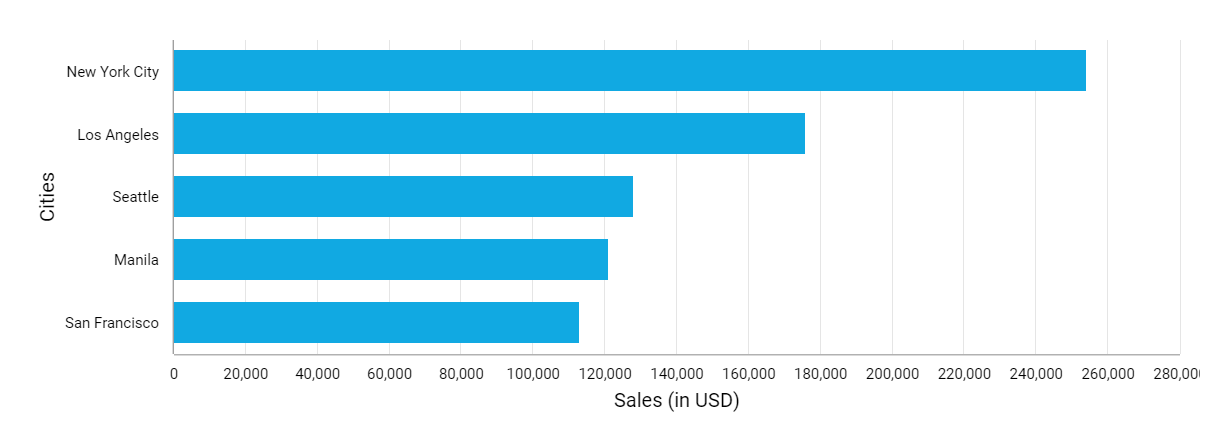 New York City
Los Angeles
Seattle
Manila
San Francisco
Cities
0 20,000 40,000 60,000 80,000 100,000 120,000 140,000 160,000 180,000 200,000 220,000 240,000 260,000 280,0
Sales (in USD)